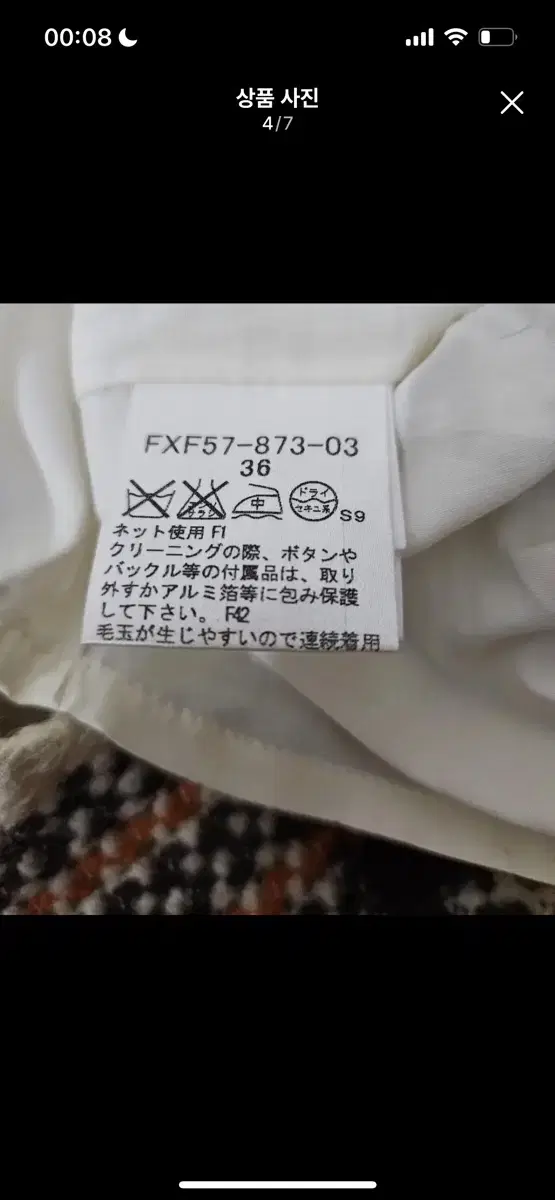 00:08
상품 사진
4/7
FXF57-873-03
36
中
ドライ
セキユ系
S9
ネット使用 F1
クリーニングの際、ボタンや
バックル等の付属品は、取り
外すかアルミ箔等に包み保護
して下さい。 F42
毛玉が生じやすいので連続着用